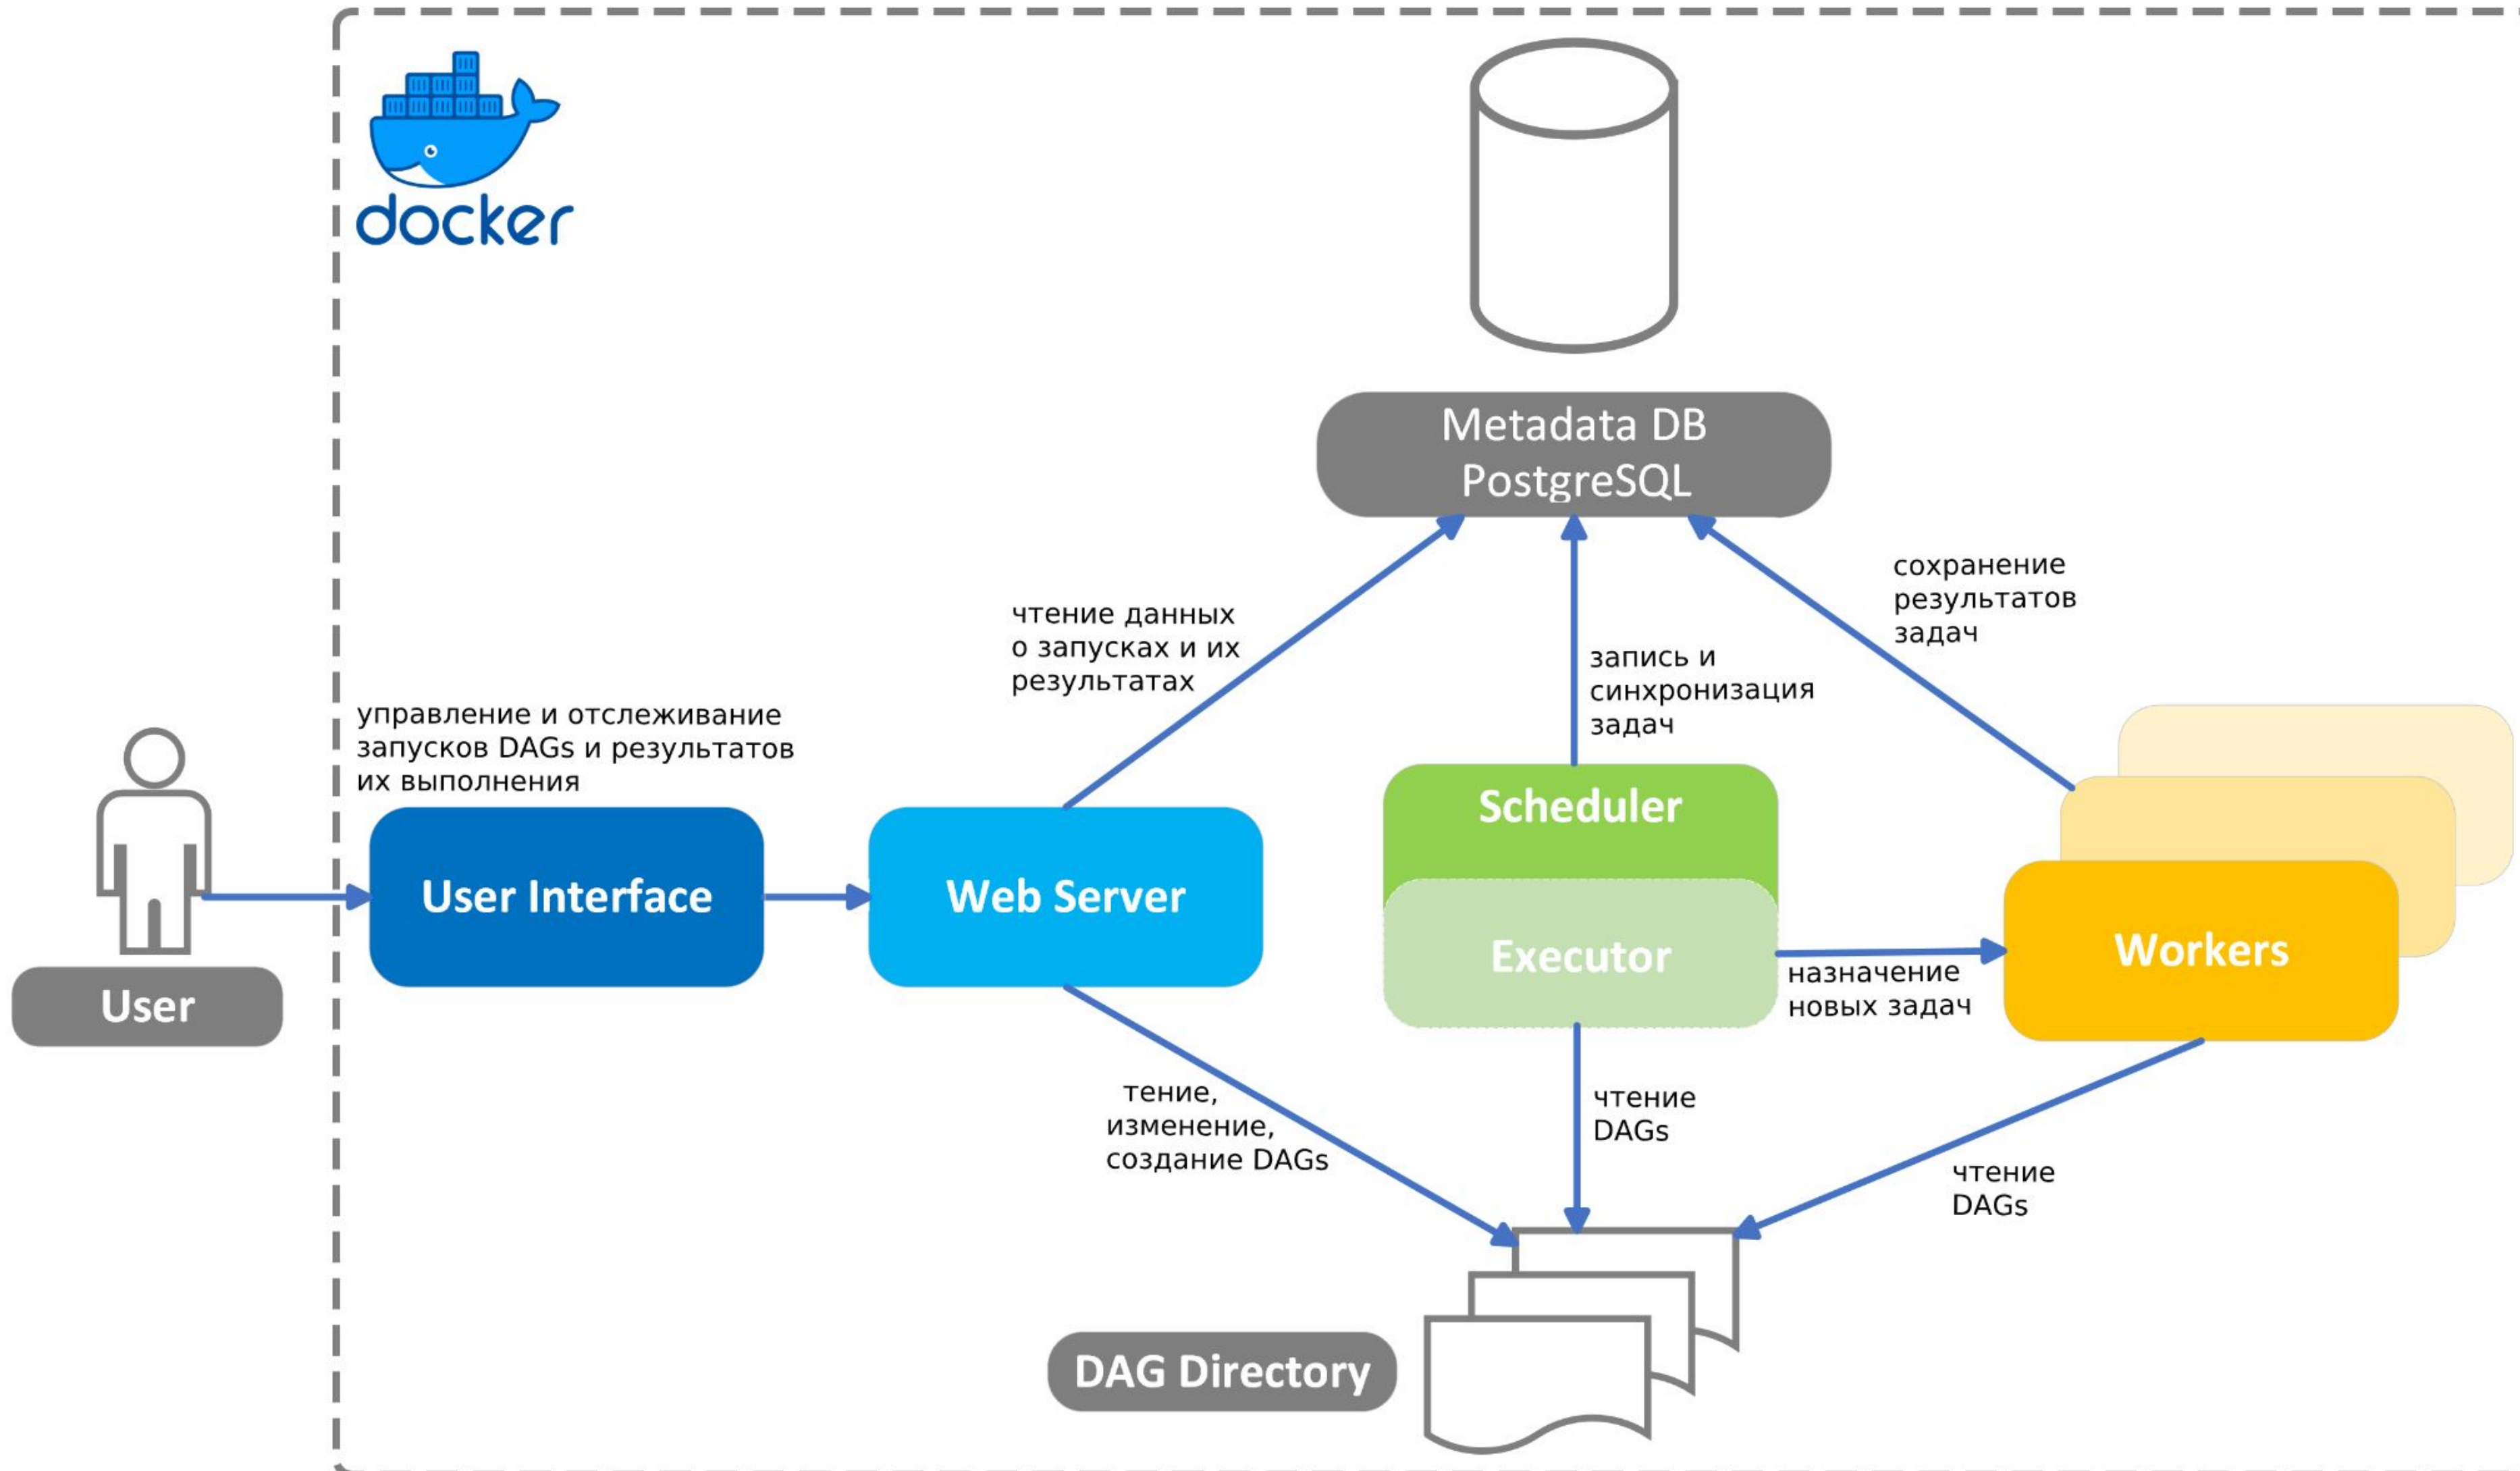 docker
Metadata DB
PostgreSQL
чтение данных
о запусках и их
результатах
запись и
синхронизация
задач
сохранение
результатов
задач
управление и отслеживание
запусков DAGs и результатов
их выполнения
User
User Interface
Web Server
Scheduler
Executor
назначение
новых задач
Workers
тение,
изменение,
создание DAGs
чтение
DAGs
чтение
DAGs
DAG Directory